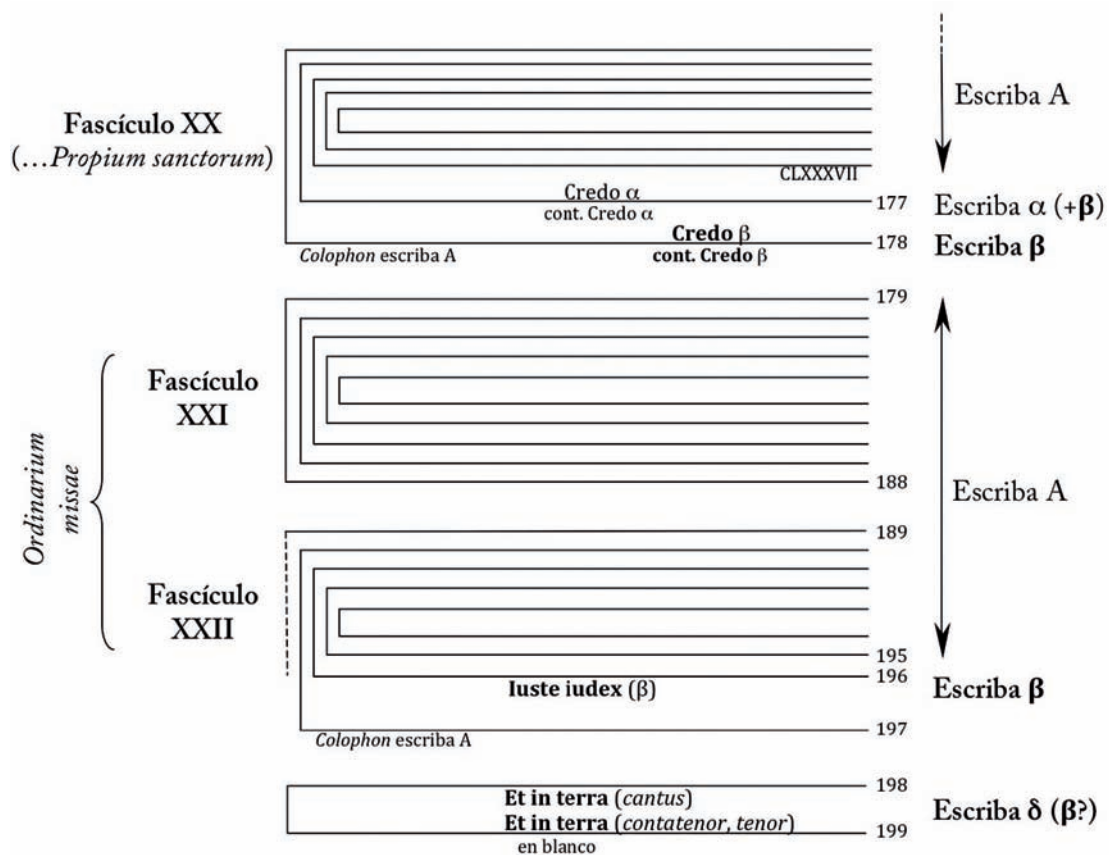 Escriba A
Fascículo XX
(…Propium sanctorum)
CLXXXVII
Credo α
cont. Credo α
177
Escriba α (+β)
Credo β
cont. Credo β
178
Escriba β
Colophon escriba A
179
Fascículo
XXI
188
Ordinarium
missae
Escriba A
189
Fascículo
XXII
195
196
Iuste iudex (β)
Escriba β
197
Colophon escriba A
198
Et in terra (cantus)
Et in terra (contatenor, tenor)
199
en blanco
Escriba δ (β?)